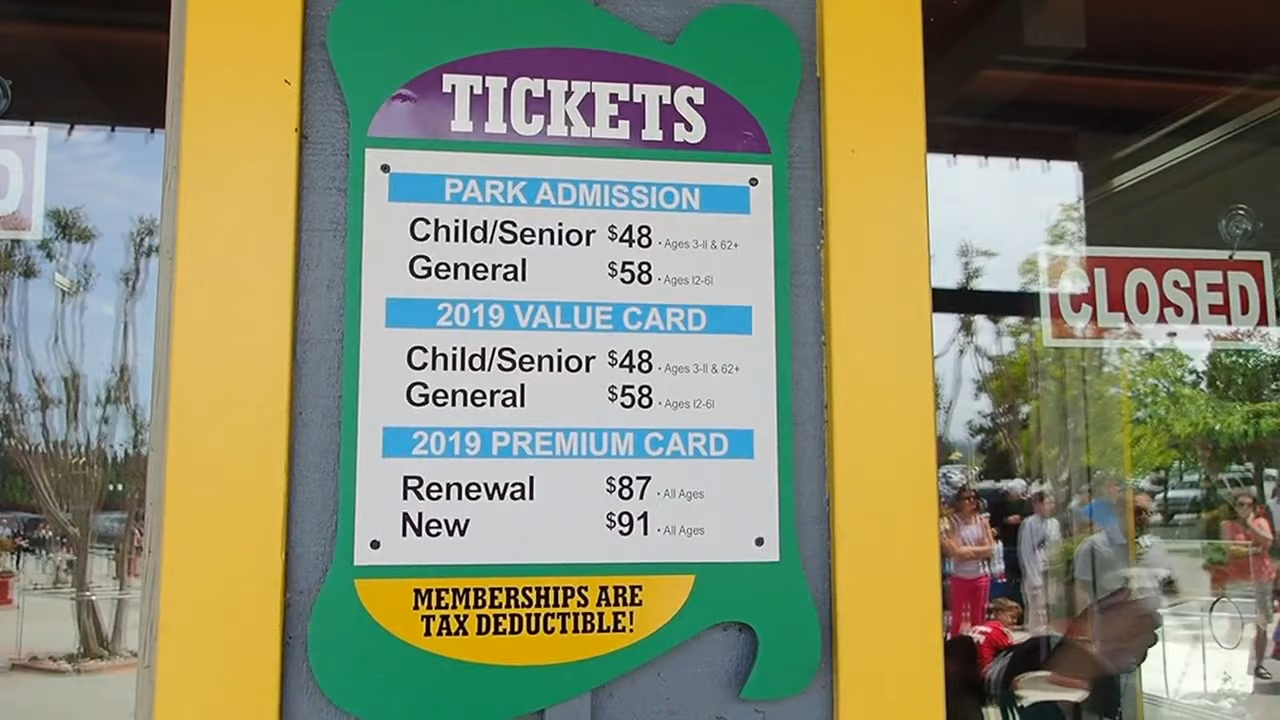 TICKETS
PARK ADMISSION
Child/Senior $48 • Ages 3-11 & 62+
General $58 • Ages 12-61
2019 VALUE CARD
Child/Senior $48 • Ages 3-11 & 62+
General $58 • Ages 12-61
2019 PREMIUM CARD
Renewal $87 • All Ages
New $91 • All Ages
MEMBERSHIPS ARE
TAX DEDUCTIBLE!
CLOSED